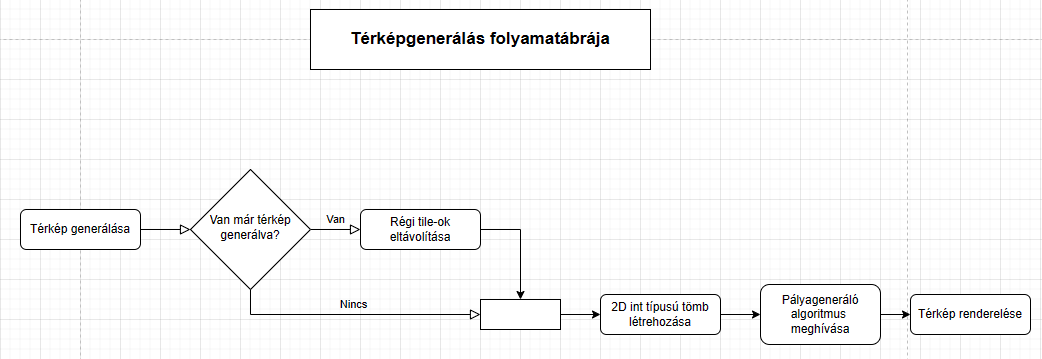 Térképgenerálás folyamatábrája
Térkép generálása
Van már térkép
generálva?
Van
Régi tile-ok
eltávolítása
Nincs
2D int típusú tömb
létrehozása
Pályageneráló
algoritmus
meghívása
Térkép renderelése